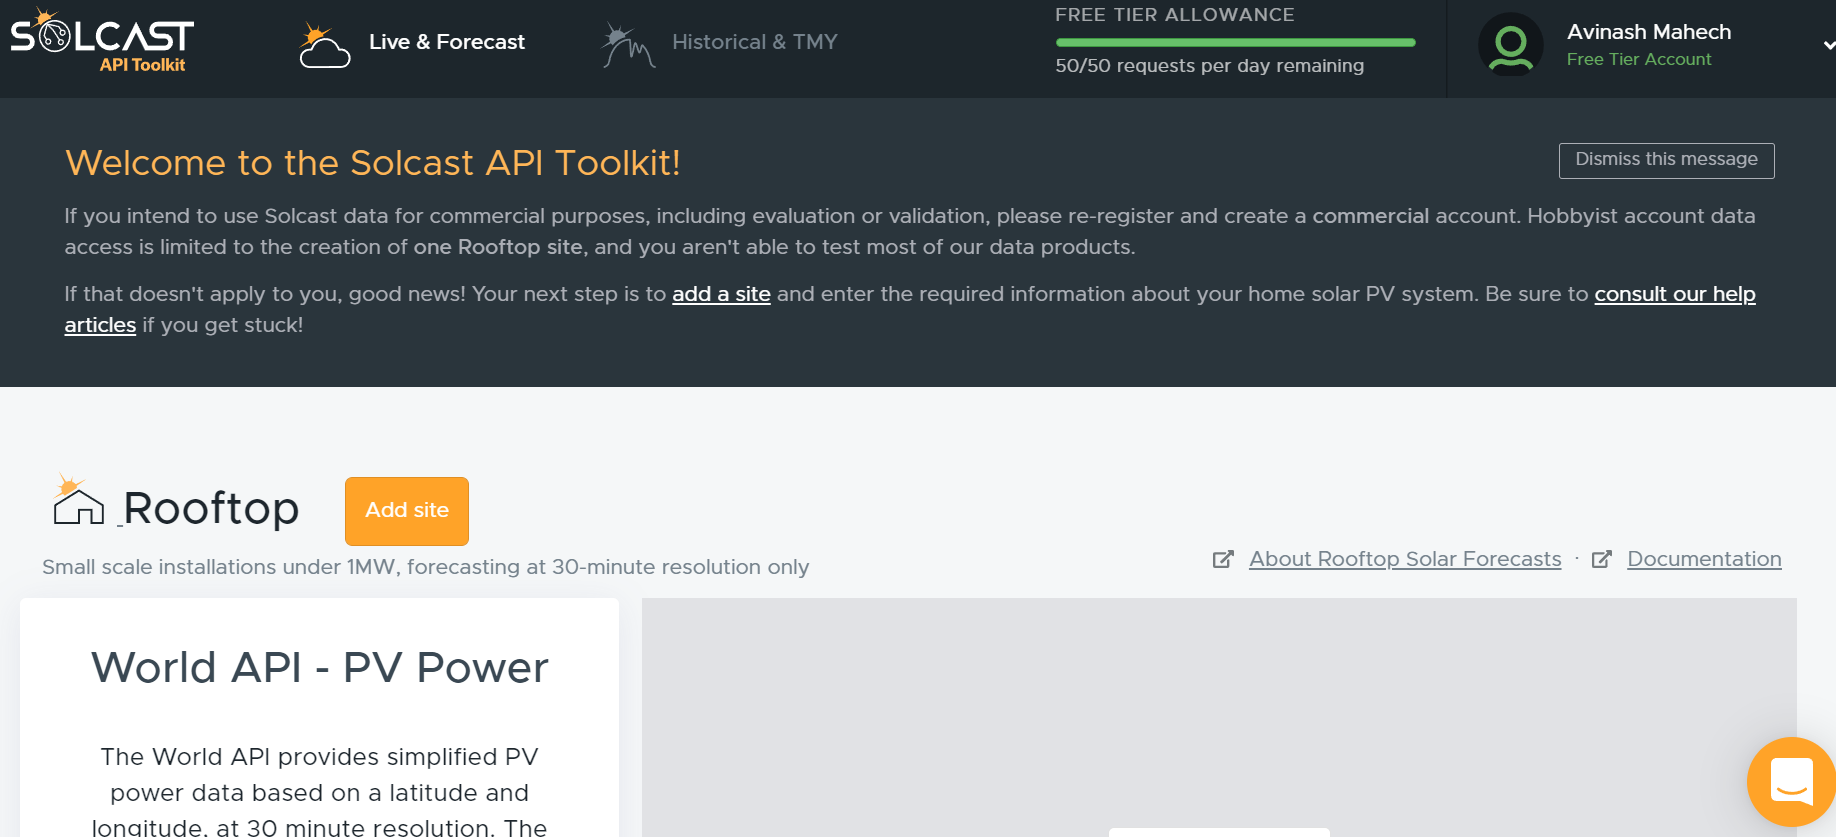 SOLCAST
API Toolkit
Live & Forecast
Historical & TMY
FREE TIER ALLOWANCE
50/50 requests per day remaining
Avinash Mahech
Free Tier Account
Welcome to the Solcast API Toolkit!
Dismiss this message
If you intend to use Solcast data for commercial purposes, including evaluation or validation, please re-register and create a commercial account. Hobbyist account data
access is limited to the creation of one Rooftop site, and you aren't able to test most of our data products.
If that doesn't apply to you, good news! Your next step is to add a site and enter the required information about your home solar PV system. Be sure to consult our help
articles if you get stuck!
Rooftop
Add site
Small scale installations under 1MW, forecasting at 30-minute resolution only
About Rooftop Solar Forecasts · Documentation
World API - PV Power
The World API provides simplified PV
power data based on a latitude and
longitude, at 30 minute resolution. The